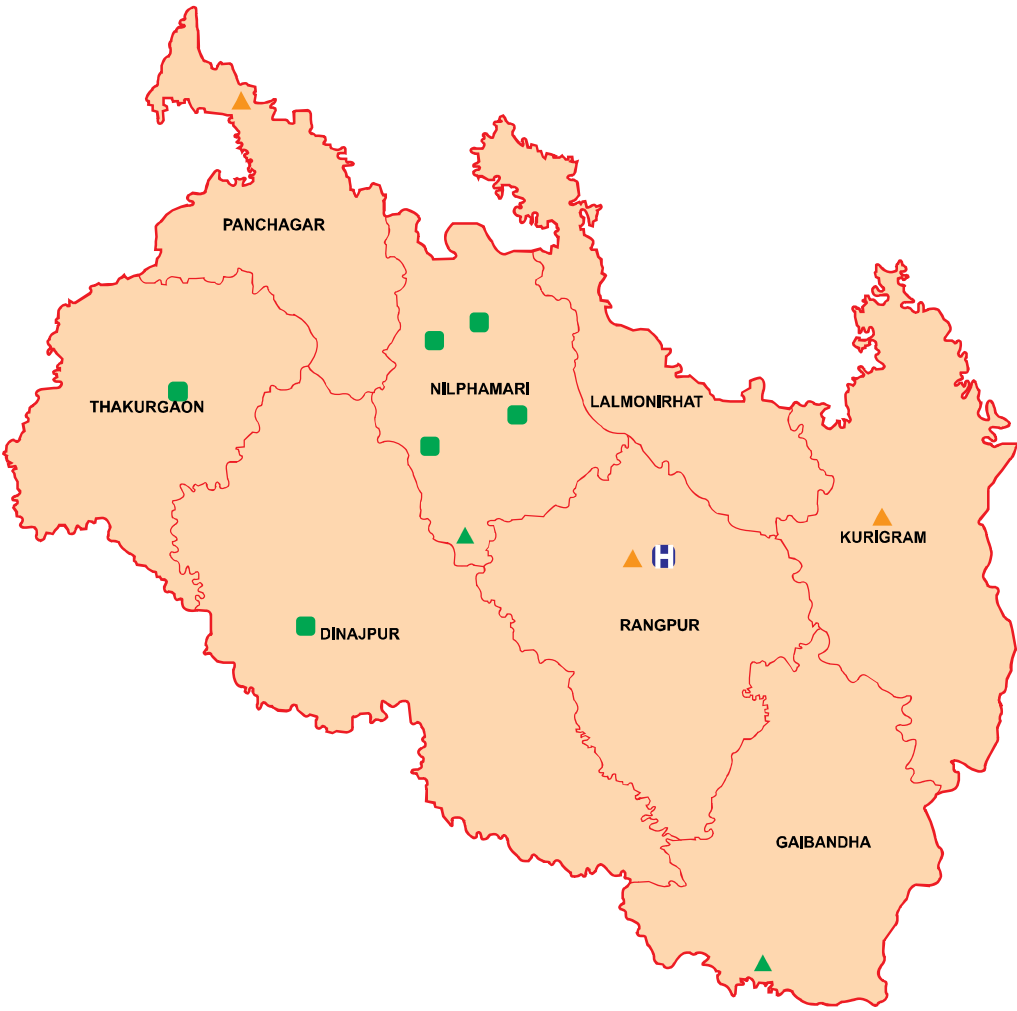 PANCHAGAR
NILPHAMARI
LALMONIRHAT
THAKURGAON
KURIGRAM
RANGPUR
DINAJPUR
GAIBANDHA
H